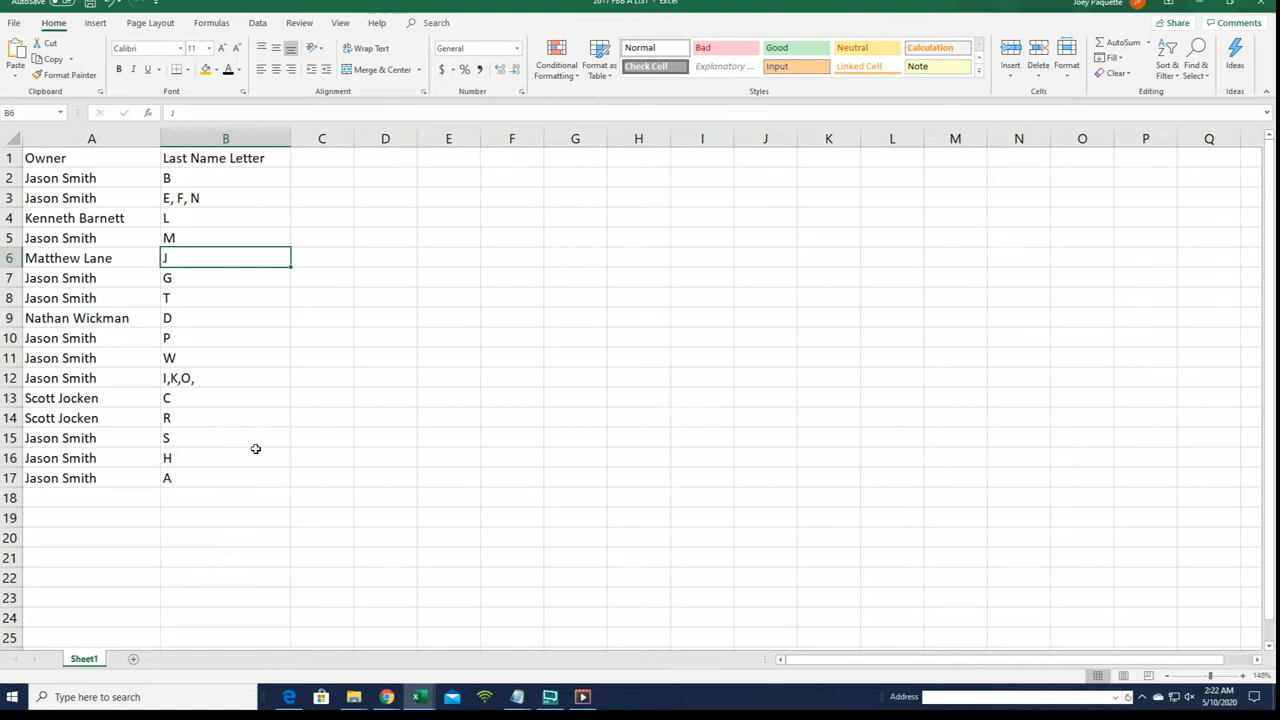 AutoSave Off 2017 FBB A LIST - Excel Joey Paquette JP
File Home Insert Page Layout Formulas Data Review View Help Search Share Comments
Cut Calibri 11 Wrap Text General Normal Bad Good Neutral Calculation AutoSum
Paste Copy Conditional Formatting Format as Table Insert Delete Format Fill Sort & Filter Find & Select Ideas
Format Painter B I U Merge & Center $ % , Check Cell Explanatory ... Input Linked Cell Note Clear
Clipboard Font Alignment Number Styles Cells Editing Ideas
B6 fx J
A B C D E F G H I J K L M N O P Q
1 Owner Last Name Letter
2 Jason Smith B
3 Jason Smith E, F, N
4 Kenneth Barnett L
5 Jason Smith M
6 Matthew Lane J
7 Jason Smith G
8 Jason Smith T
9 Nathan Wickman D
10 Jason Smith P
11 Jason Smith W
12 Jason Smith I,K,O,
13 Scott Jocken C
14 Scott Jocken R
15 Jason Smith S
16 Jason Smith H
17 Jason Smith A
18
19
20
21
22
23
24
25
Sheet1
148%
Type here to search Address 2:22 AM
5/10/2020